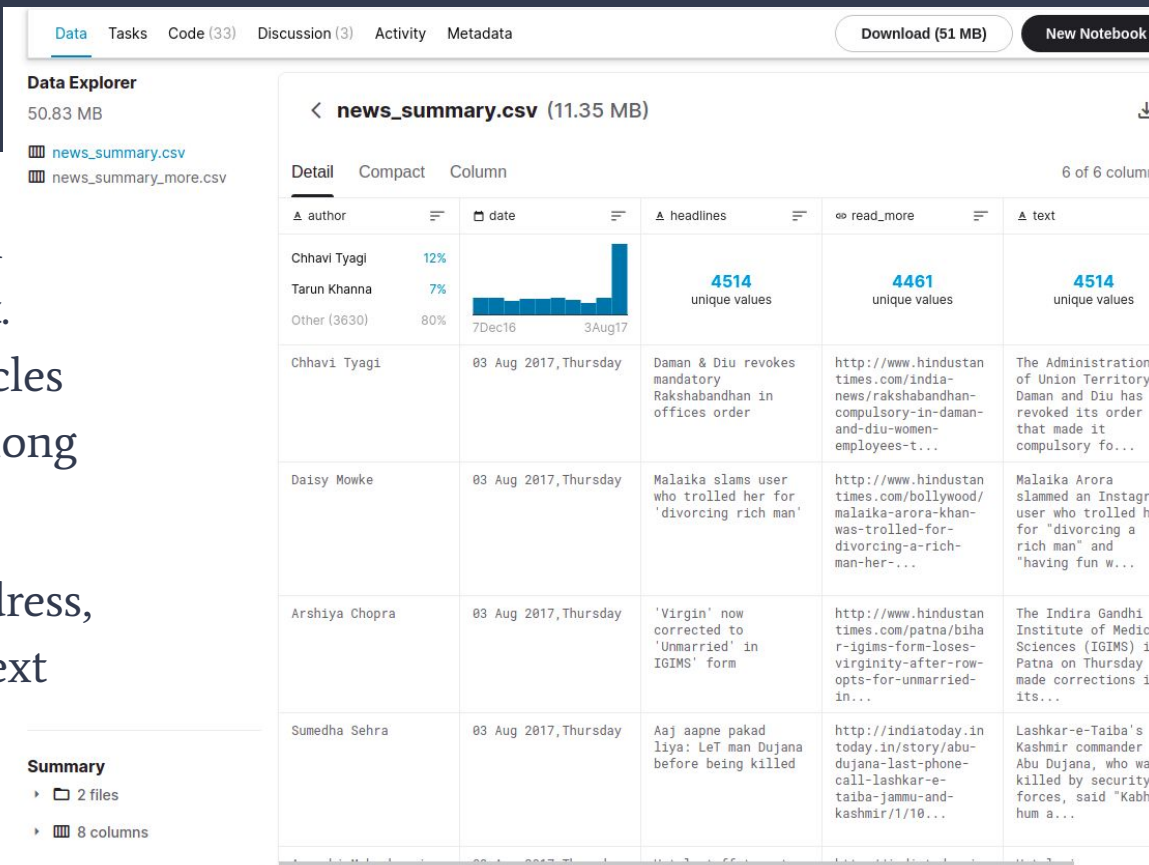 Data Tasks Code (33) Discussion (3) Activity Metadata Download (51 MB) New Notebook
Data Explorer
50.83 MB
news_summary.csv
news_summary_more.csv
cles
ong
ress,
ext
Summary
2 files
8 columns
news_summary.csv (11.35 MB)
Detail Compact Column 6 of 6 colum
author date headlines read_more text
Chhavi Tyagi 12%
Tarun Khanna 7%
Other (3630) 80%
7Dec16 3Aug17
4514
unique values
4461
unique values
4514
unique values
Chhavi Tyagi
03 Aug 2017,Thursday
Daman & Diu revokes
mandatory
Rakshabandhan in
offices order
http://www.hindustan
times.com/india-
news/rakshabandhan-
compulsory-in-daman-
and-diu-women-
employees-t...
The Administration
of Union Territory
Daman and Diu has
revoked its order
that made it
compulsory fo...
Daisy Mowke
03 Aug 2017,Thursday
Malaika slams user
who trolled her for
'divorcing rich man'
http://www.hindustan
times.com/bollywood/
malaika-arora-khan-
was-trolled-for-
divorcing-a-rich-
man-her-...
Malaika Arora
slammed an Instagr
user who trolled h
for "divorcing a
rich man" and
"having fun w...
Arshiya Chopra
03 Aug 2017,Thursday
'Virgin' now
corrected to
'Unmarried' in
IGIMS' form
http://www.hindustan
times.com/patna/biha
r-igims-form-loses-
virginity-after-row-
opts-for-unmarried-
in...
The Indira Gandhi
Institute of Medic
Sciences (IGIMS) i
Patna on Thursday
made corrections i
its...
Sumedha Sehra
03 Aug 2017,Thursday
Aaj aapne pakad
liya: LeT man Dujana
before being killed
http://indiatoday.in
today.in/story/abu-
dujana-last-phone-
call-lashkar-e-
taiba-jammu-and-
kashmir/1/10...
Lashkar-e-Taiba's
Kashmir commander
Abu Dujana, who wa
killed by security
forces, said "Kabh
hum a...